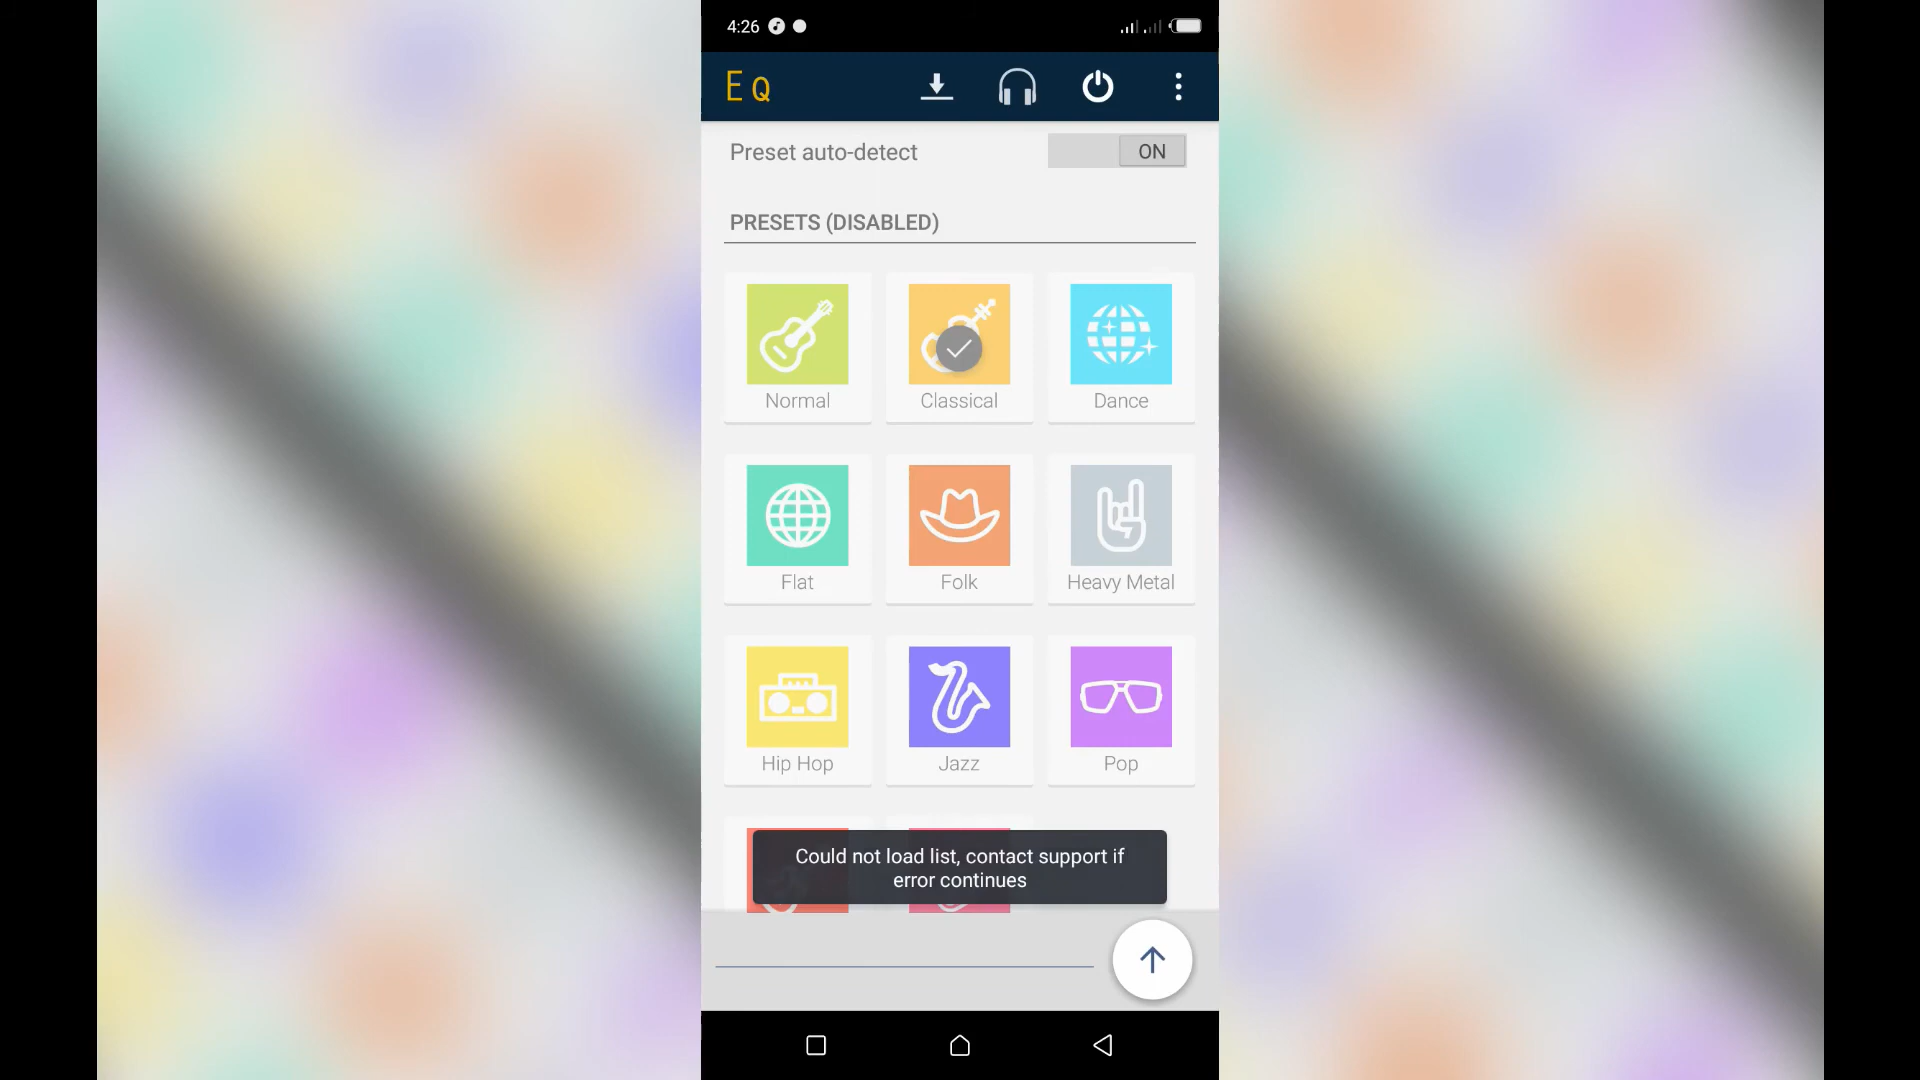 4:26
EQ
Preset auto-detect
ON
PRESETS (DISABLED)
Normal
Classical
Dance
Flat
Folk
Heavy Metal
Hip Hop
Jazz
Pop
Could not load list, contact support if
error continues